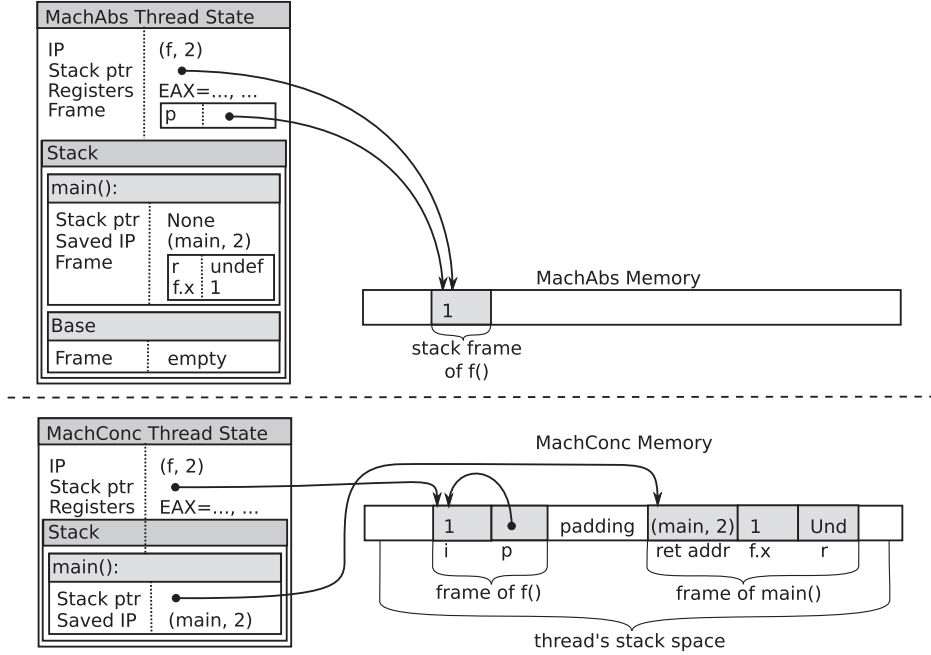 MachAbs Thread State
IP (f, 2)
Stack ptr
Registers EAX=..., ...
Frame p
Stack
main():
Stack ptr None
Saved IP (main, 2)
Frame r undef
f.x 1
Base
Frame empty
MachAbs Memory
1
stack frame
of f()
MachConc Thread State
IP (f, 2)
Stack ptr
Registers EAX=..., ...
Stack
main():
Stack ptr
Saved IP (main, 2)
MachConc Memory
1 padding (main, 2) 1 Und
i p ret addr f.x r
frame of f() frame of main()
thread's stack space